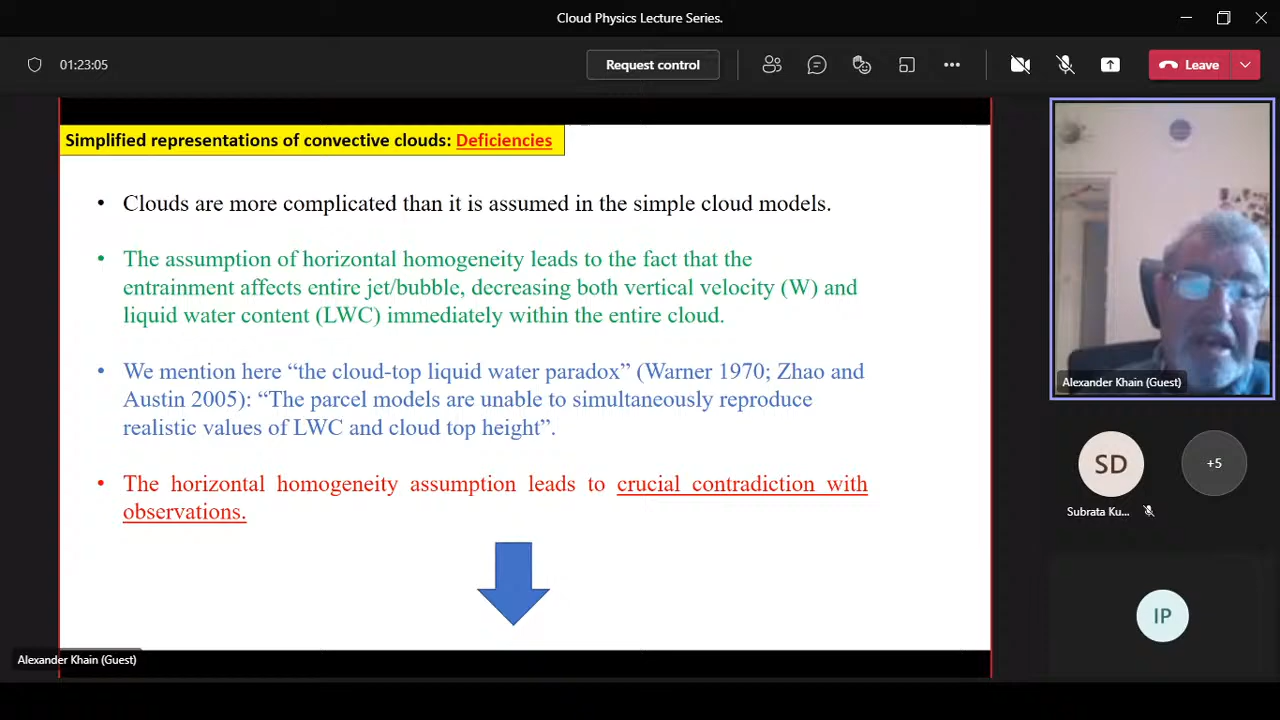 Cloud Physics Lecture Series.
01:23:05
Request control
Leave
Simplified representations of convective clouds: Deficiencies
• Clouds are more complicated than it is assumed in the simple cloud models.
• The assumption of horizontal homogeneity leads to the fact that the
entrainment affects entire jet/bubble, decreasing both vertical velocity (W) and
liquid water content (LWC) immediately within the entire cloud.
• We mention here “the cloud-top liquid water paradox” (Warner 1970; Zhao and
Austin 2005): “The parcel models are unable to simultaneously reproduce
realistic values of LWC and cloud top height”.
• The horizontal homogeneity assumption leads to crucial contradiction with
observations.
Alexander Khain (Guest)
Alexander Khain (Guest)
SD
+5
Subrata Ku...
IP